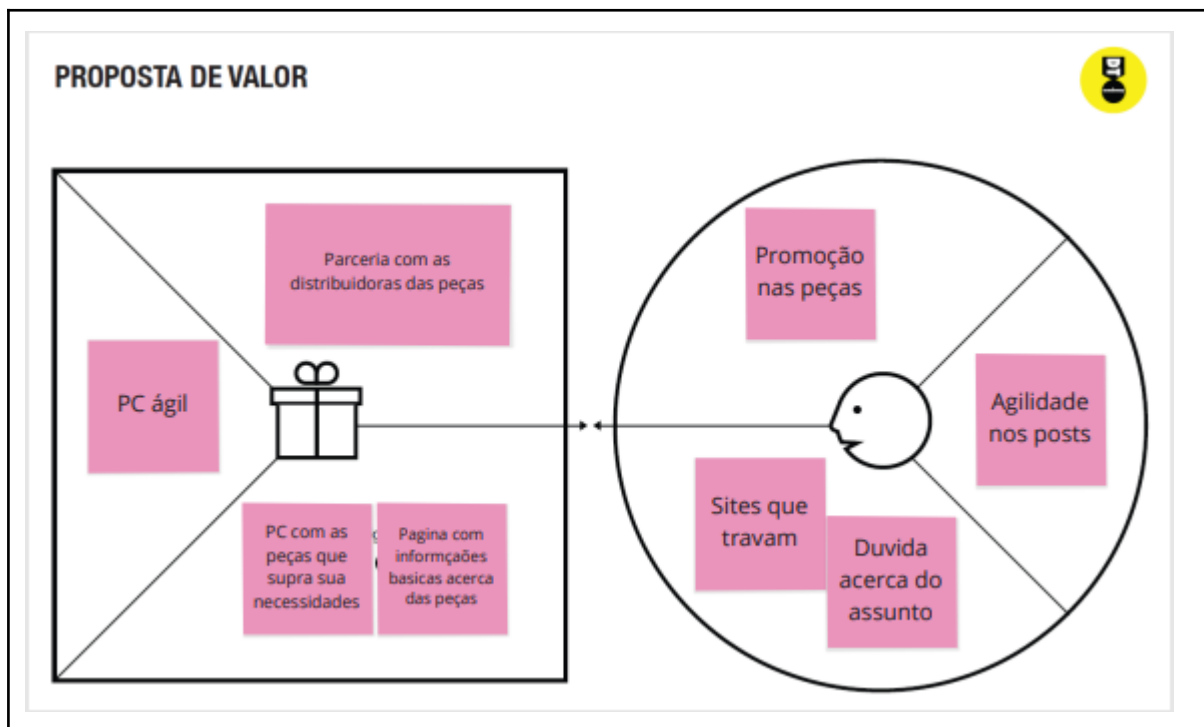 PROPOSTA DE VALOR
DT
Parceria com as
distribuidoras das peças
PC ágil
PC com as
peças que
supra sua
necessidades
Pagina com
informçaões
basicas acerca
das peças
Promoção
nas peças
Agilidade
nos posts
Sites que
travam
Duvida
acerca do
assunto